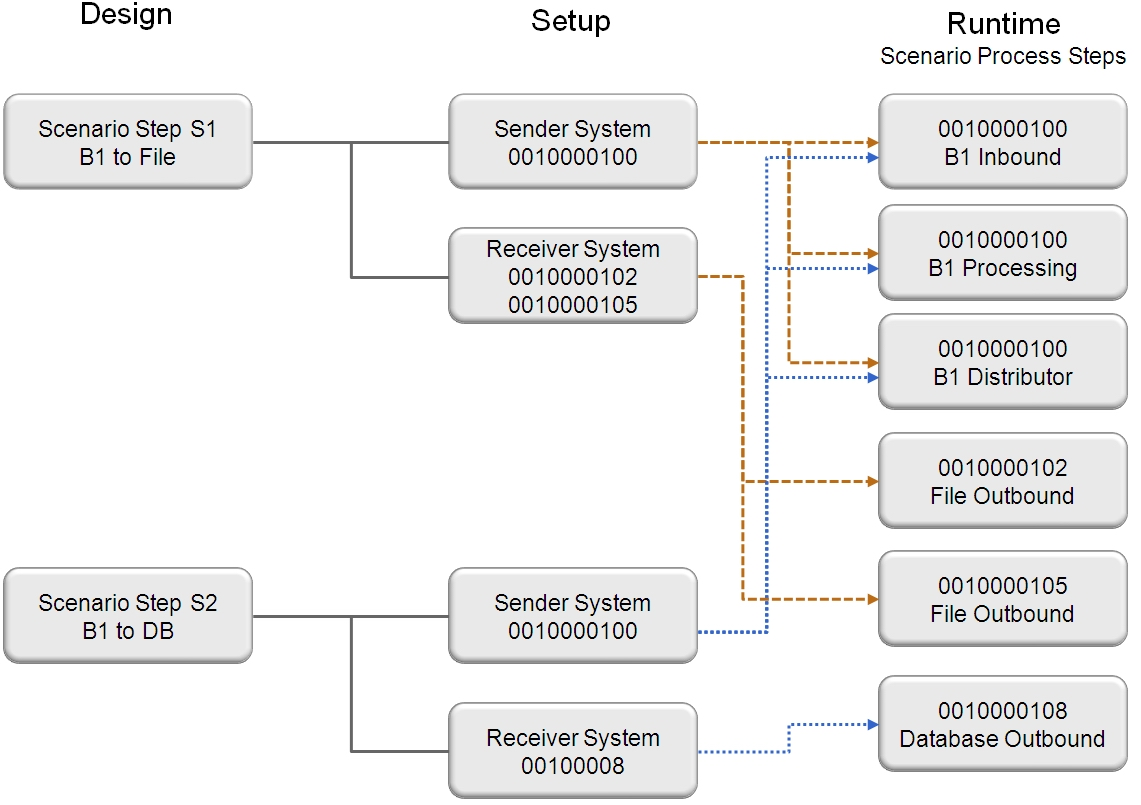 Design
Setup
Runtime
Scenario Process Steps
Scenario Step S1
B1 to File
Sender System
0010000100
Receiver System
0010000102
0010000105
0010000100
B1 Inbound
0010000100
B1 Processing
0010000100
B1 Distributor
0010000102
File Outbound
0010000105
File Outbound
Scenario Step S2
B1 to DB
Sender System
0010000100
Receiver System
00100008
0010000108
Database Outbound